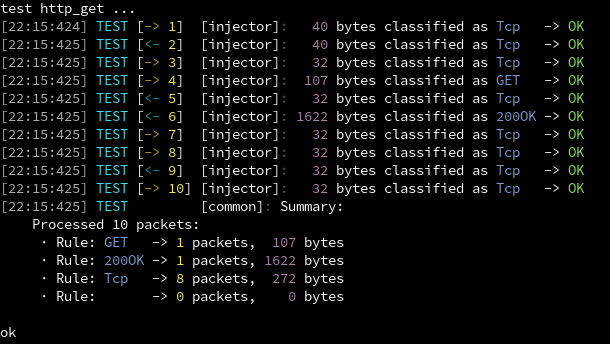 test http_get ...
[22:15:424] TEST [-> 1]  [injector]:   40 bytes classified as Tcp   -> OK
[22:15:425] TEST [<- 2]  [injector]:   40 bytes classified as Tcp   -> OK
[22:15:425] TEST [-> 3]  [injector]:   32 bytes classified as Tcp   -> OK
[22:15:425] TEST [-> 4]  [injector]:  107 bytes classified as GET   -> OK
[22:15:425] TEST [<- 5]  [injector]:   32 bytes classified as Tcp   -> OK
[22:15:425] TEST [<- 6]  [injector]: 1622 bytes classified as 200OK -> OK
[22:15:425] TEST [-> 7]  [injector]:   32 bytes classified as Tcp   -> OK
[22:15:425] TEST [-> 8]  [injector]:   32 bytes classified as Tcp   -> OK
[22:15:425] TEST [<- 9]  [injector]:   32 bytes classified as Tcp   -> OK
[22:15:425] TEST [-> 10] [injector]:   32 bytes classified as Tcp   -> OK
[22:15:425] TEST         [common]: Summary:
    Processed 10 packets:
     · Rule: GET   -> 1 packets,  107 bytes
     · Rule: 200OK -> 1 packets, 1622 bytes
     · Rule: Tcp   -> 8 packets,  272 bytes
     · Rule:       -> 0 packets,    0 bytes
ok